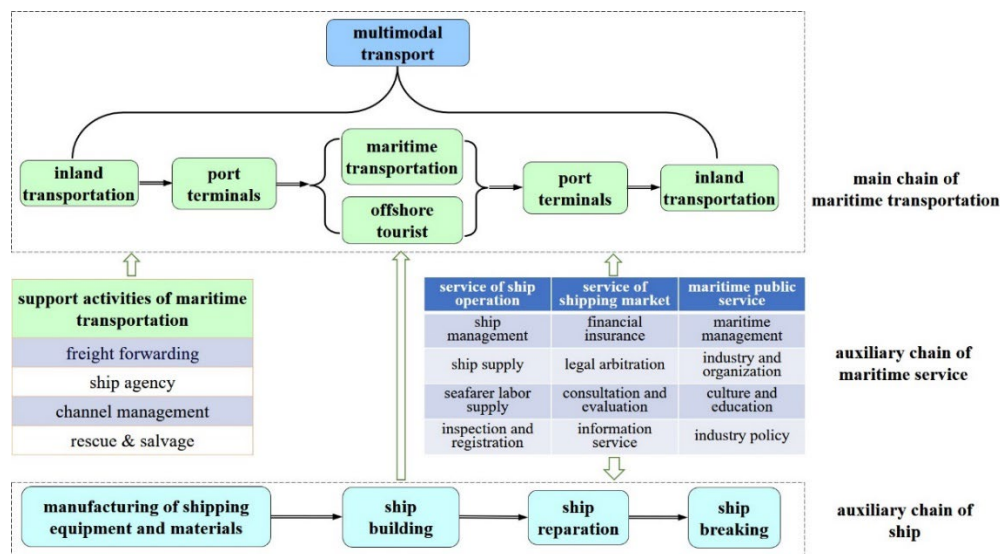 multimodal
transport
inland
transportation
port
terminals
maritime
transportation
offshore
tourist
port
terminals
inland
transportation
main chain of
maritime transportation
support activities of maritime
transportation
freight forwarding
ship agency
channel management
rescue & salvage
service of ship
operation
service of
shipping market
maritime public
service
ship
management
financial
insurance
maritime
management
ship supply
legal arbitration
industry and
organization
seafarer labor
supply
consultation and
evaluation
culture and
education
inspection and
registration
information
service
industry policy
auxiliary chain of
maritime service
manufacturing of shipping
equipment and materials
ship
building
ship
reparation
ship
breaking
auxiliary chain of
ship